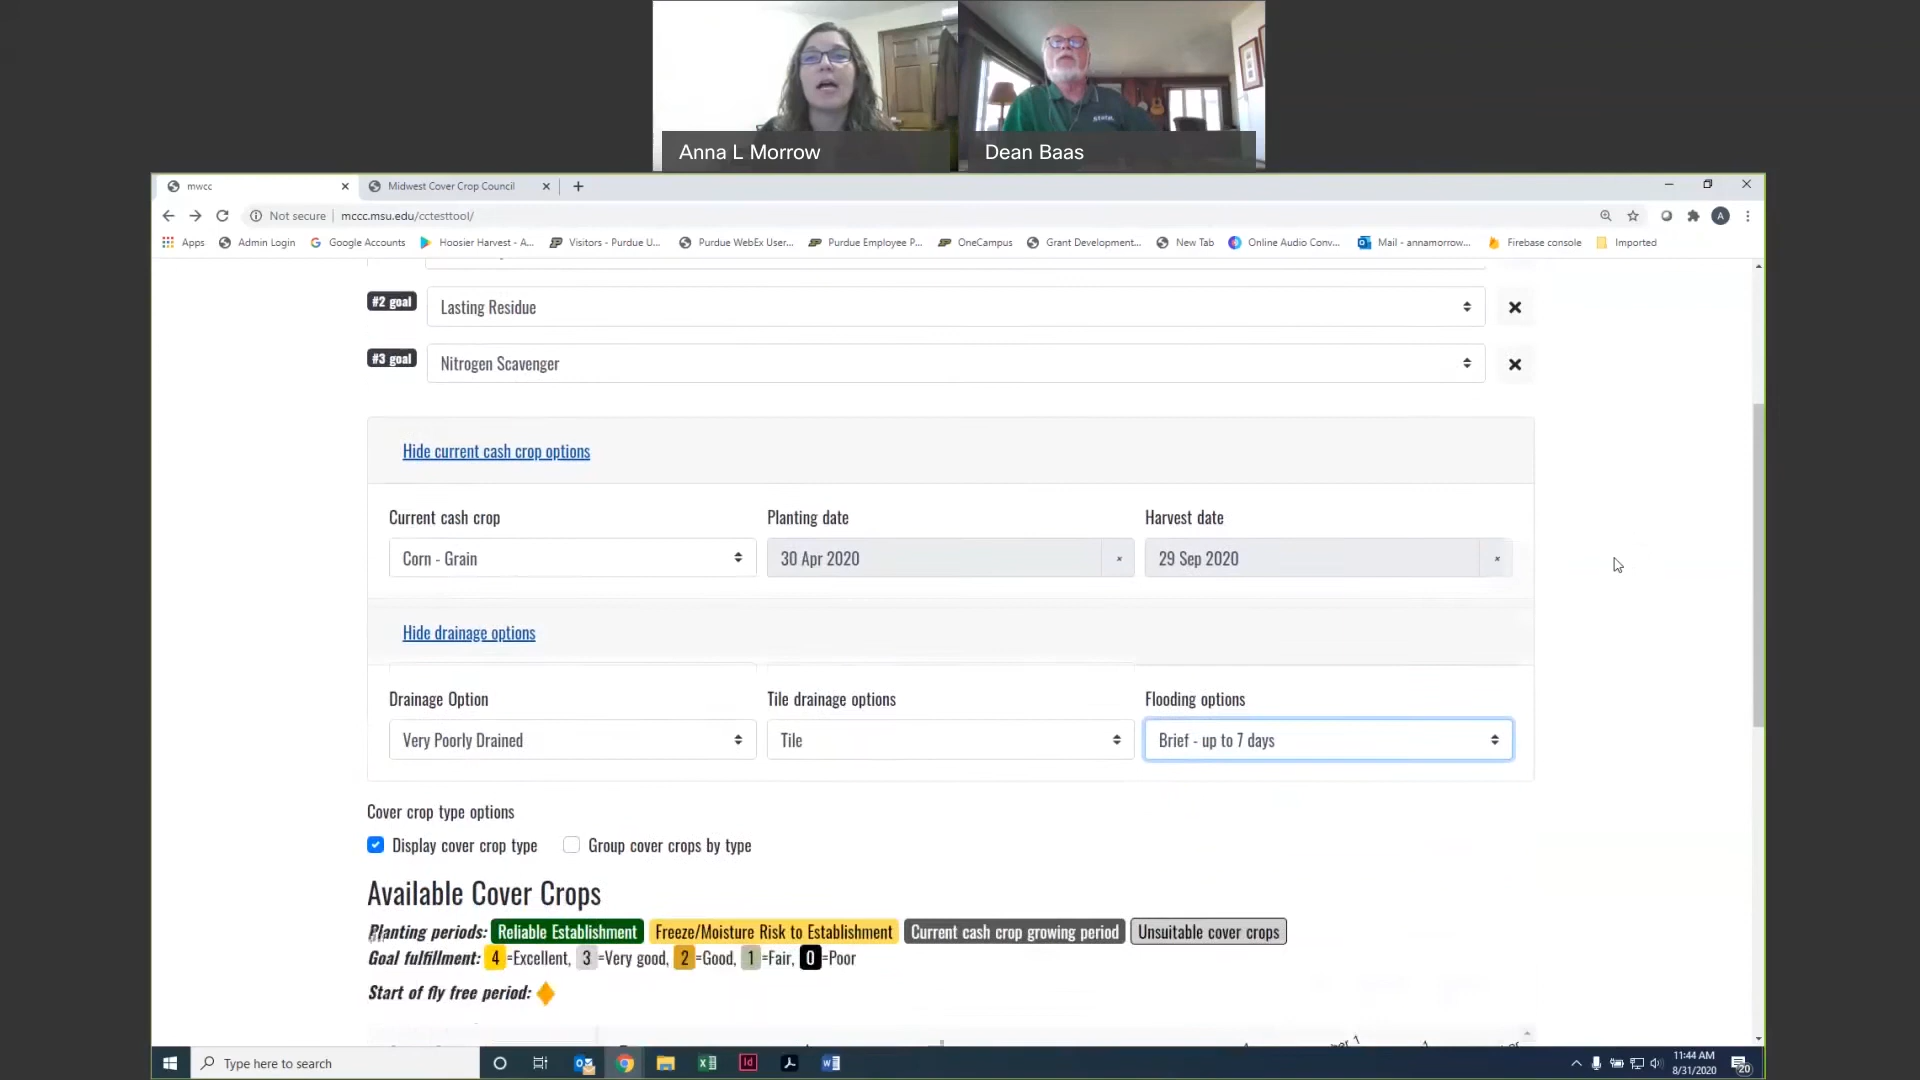 State
Anna L Morrow
Dean Baas
mwcc
Midwest Cover Crop Council
Not secure | mccc.msu.edu/cctesttool/
A
Apps
Admin Login
Google Accounts
Hoosier Harvest - A...
Visitors - Purdue U...
Purdue WebEx User...
Purdue Employee P...
OneCampus
Grant Development...
New Tab
Online Audio Conv...
Mail - annamorrow...
Firebase console
Imported
#2 goal
Lasting Residue
#3 goal
Nitrogen Scavenger
Hide current cash crop options
Current cash crop
Planting date
Harvest date
Corn - Grain
30 Apr 2020
29 Sep 2020
Hide drainage options
Drainage Option
Tile drainage options
Flooding options
Very Poorly Drained
Tile
Brief - up to 7 days
Cover crop type options
Display cover crop type
Group cover crops by type
Available Cover Crops
Planting periods: Reliable Establishment Freeze/Moisture Risk to Establishment Current cash crop growing period Unsuitable cover crops
Goal fulfillment: 4 =Excellent, 3 =Very good, 2 =Good, 1 =Fair, 0 =Poor
Start of fly free period:
Type here to search
11:44 AM
8/31/2020
20